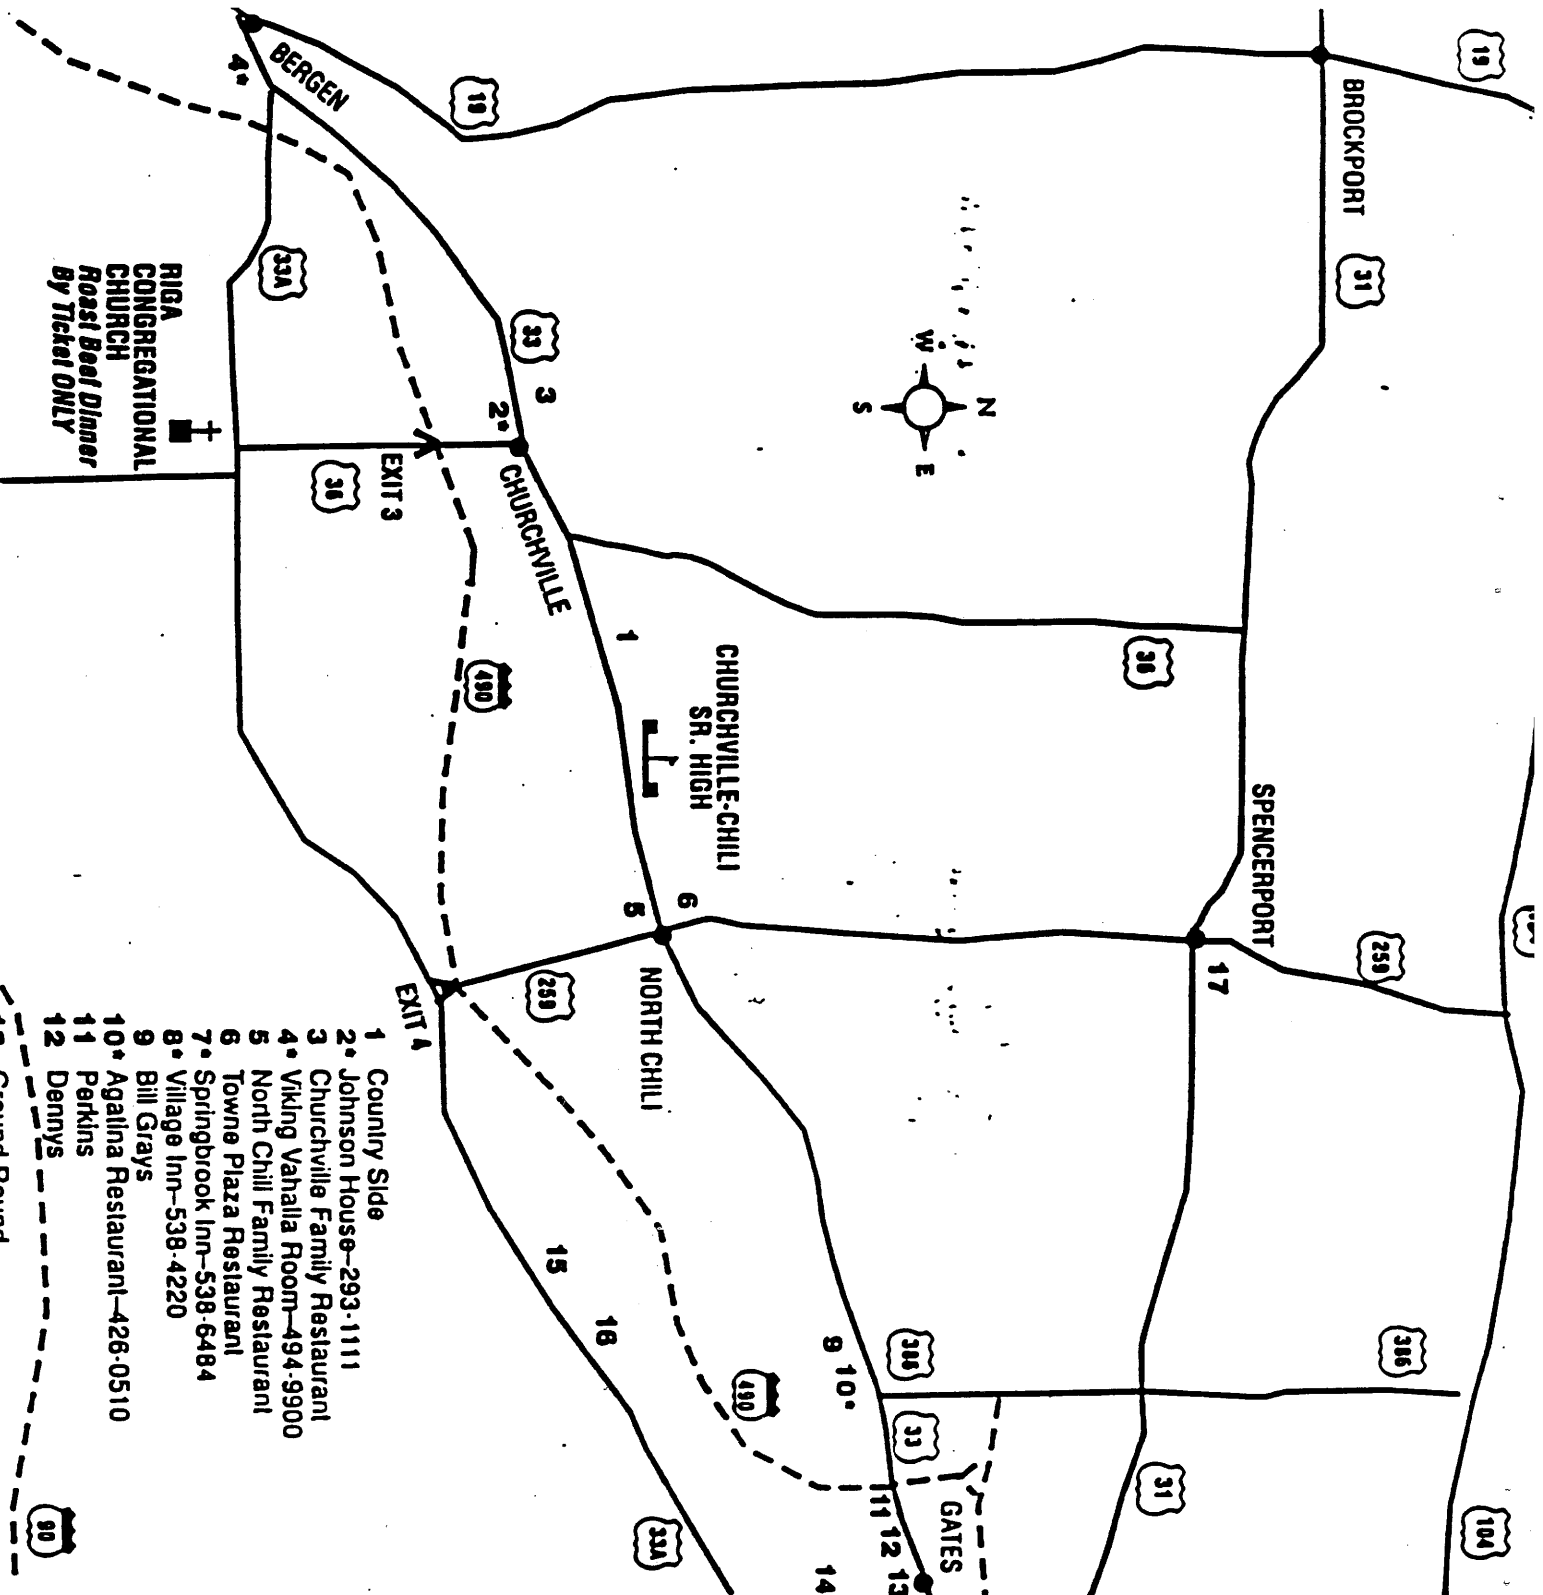 19
BROCKPORT
31
BERGEN
4*
19
33A
33
3
2*
W
N
S
E
RIGA
CONGREGATIONAL
CHURCH
Roast Beef Dinner
By Ticket ONLY
EXIT 3
36
CHURCHVILLE
490
1
CHURCHVILLE-CHILI
SR. HIGH
36
SPENCERPORT
17
259
6
5
NORTH CHILI
259
EXIT 4
15
16
9 10*
386
386
33
490
GATES
11 12 13
14
31
104
33A
90
1 Country Side
2* Johnson House–293-1111
3 Churchville Family Restaurant
4* Viking Vahalla Room–494-9900
5 North Chili Family Restaurant
6 Towne Plaza Restaurant
7* Springbrook Inn–538-6484
8* Village Inn–538-4220
9 Bill Grays
10* Agatina Restaurant–426-0510
11 Perkins
12 Dennys
13 Ground Round